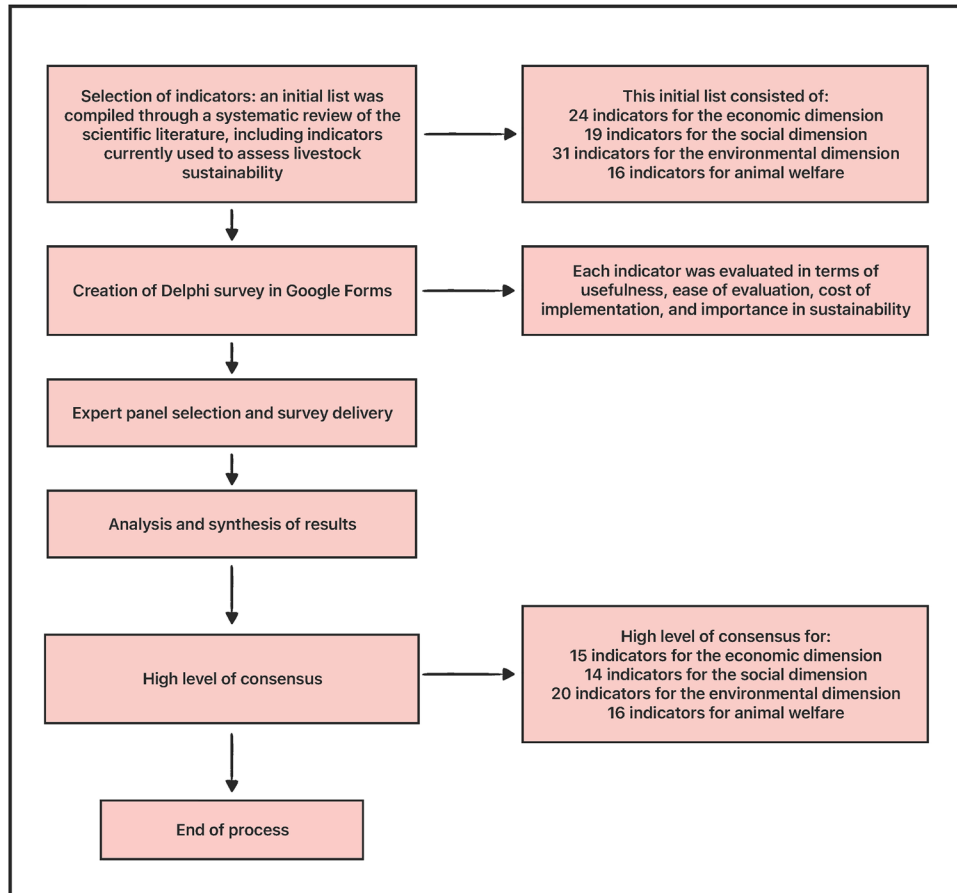 Selection of indicators: an initial list was
compiled through a systematic review of the
scientific literature, including indicators
currently used to assess livestock
sustainability
This initial list consisted of:
24 indicators for the economic dimension
19 indicators for the social dimension
31 indicators for the environmental dimension
16 indicators for animal welfare
Creation of Delphi survey in Google Forms
Each indicator was evaluated in terms of
usefulness, ease of evaluation, cost of
implementation, and importance in sustainability
Expert panel selection and survey delivery
Analysis and synthesis of results
High level of consensus
High level of consensus for:
15 indicators for the economic dimension
14 indicators for the social dimension
20 indicators for the environmental dimension
16 indicators for animal welfare
End of process